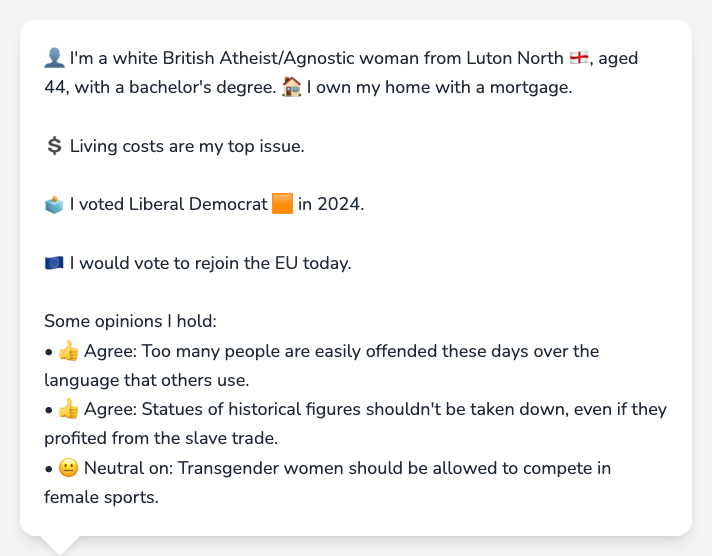 👤 I'm a white British Atheist/Agnostic woman from Luton North 🏴󠁧󠁢󠁥󠁮󠁧󠁿, aged
44, with a bachelor's degree. 🏠 I own my home with a mortgage.
💲 Living costs are my top issue.
🗳️ I voted Liberal Democrat 🟧 in 2024.
🇪🇺 I would vote to rejoin the EU today.
Some opinions I hold:
• 👍 Agree: Too many people are easily offended these days over the
language that others use.
• 👍 Agree: Statues of historical figures shouldn't be taken down, even if they
profited from the slave trade.
• 😐 Neutral on: Transgender women should be allowed to compete in
female sports.